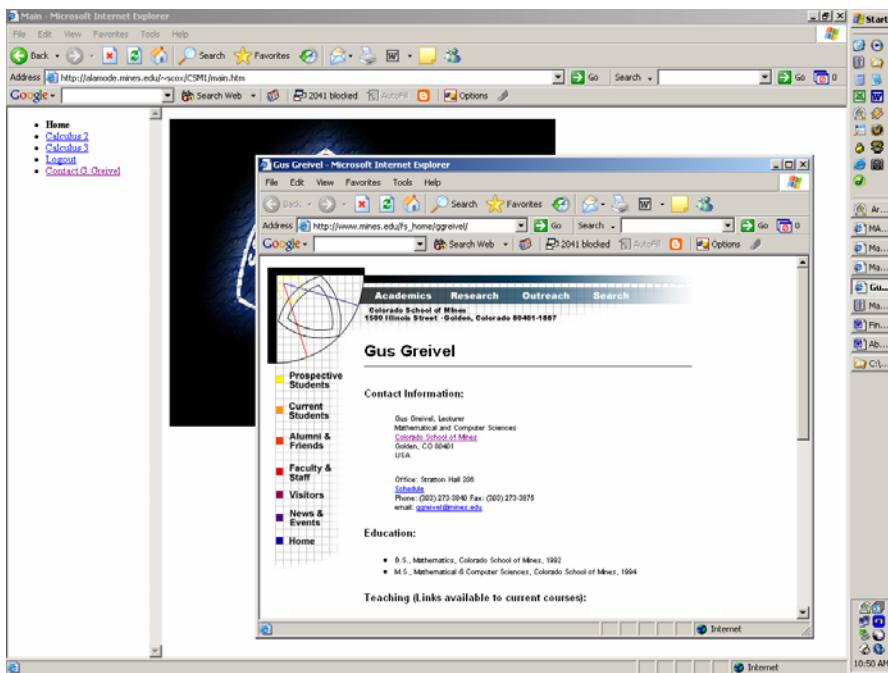 Main - Microsoft Internet Explorer
File Edit View Favorites Tools Help
Back Search Favorites
Address http://alamode.mines.edu/~scox/CSM1/main.htm Go Search Go 0
Google Search Web 2041 blocked AutoFill Options
Home
Calculus 2
Calculus 3
Logout
Contact G. Greivel
Gus Greivel - Microsoft Internet Explorer
File Edit View Favorites Tools Help
Back Search Favorites
Address http://www.mines.edu/fs_home/ggreivel/ Go Search Go 0
Google Search Web 2041 blocked AutoFill Options
Academics Research Outreach Search
Colorado School of Mines
1500 Illinois Street - Golden, Colorado 80401-1887
Prospective
Students
Current
Students
Alumni &
Friends
Faculty &
Staff
Visitors
News &
Events
Home
Gus Greivel
Contact Information:
Gus Greivel, Lecturer
Mathematical and Computer Sciences
Colorado School of Mines
Golden, CO 80401
USA
Office: Stratton Hall 206
Schedule
Phone: (303) 273-3840 Fax: (303) 273-3875
email: ggreivel@mines.edu
Education:
B.S., Mathematics, Colorado School of Mines, 1992
M.S., Mathematical & Computer Sciences, Colorado School of Mines, 1994
Teaching (Links available to current courses):
Internet
Internet
Start
Ar...
MA...
Ma...
Ma...
Gu...
Ma...
Fin...
Ab...
C:\...
10:50 AM